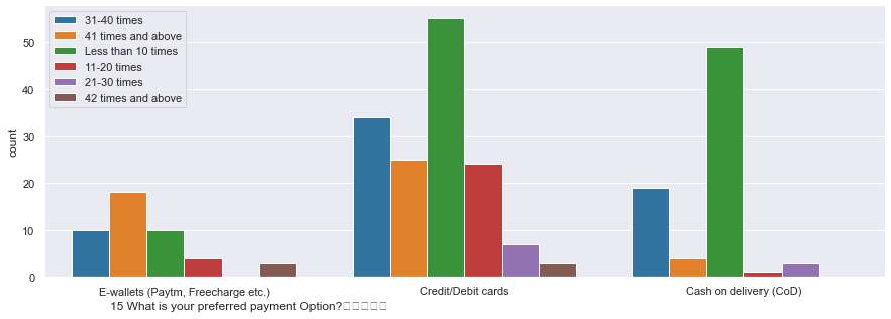 31-40 times
41 times and above
Less than 10 times
11-20 times
21-30 times
42 times and above
50
40
30
20
10
0
count
E-wallets (Paytm, Freecharge etc.)
Credit/Debit cards
Cash on delivery (CoD)
15 What is your preferred payment Option?□□□□□